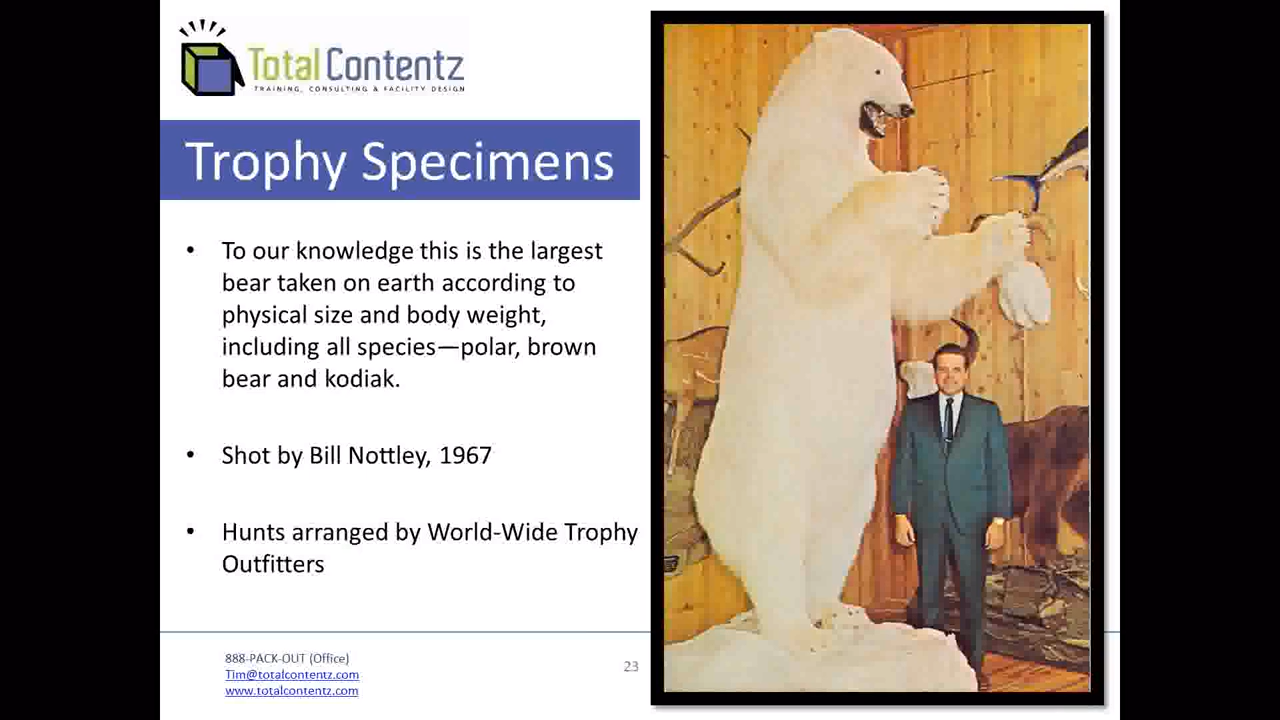 Total Contentz
TRAINING, CONSULTING & FACILITY DESIGN
Trophy Specimens
• To our knowledge this is the largest
bear taken on earth according to
physical size and body weight,
including all species—polar, brown
bear and kodiak.
• Shot by Bill Nottley, 1967
• Hunts arranged by World-Wide Trophy
Outfitters
888-PACK-OUT (Office)
Tim@totalcontentz.com
www.totalcontentz.com
23